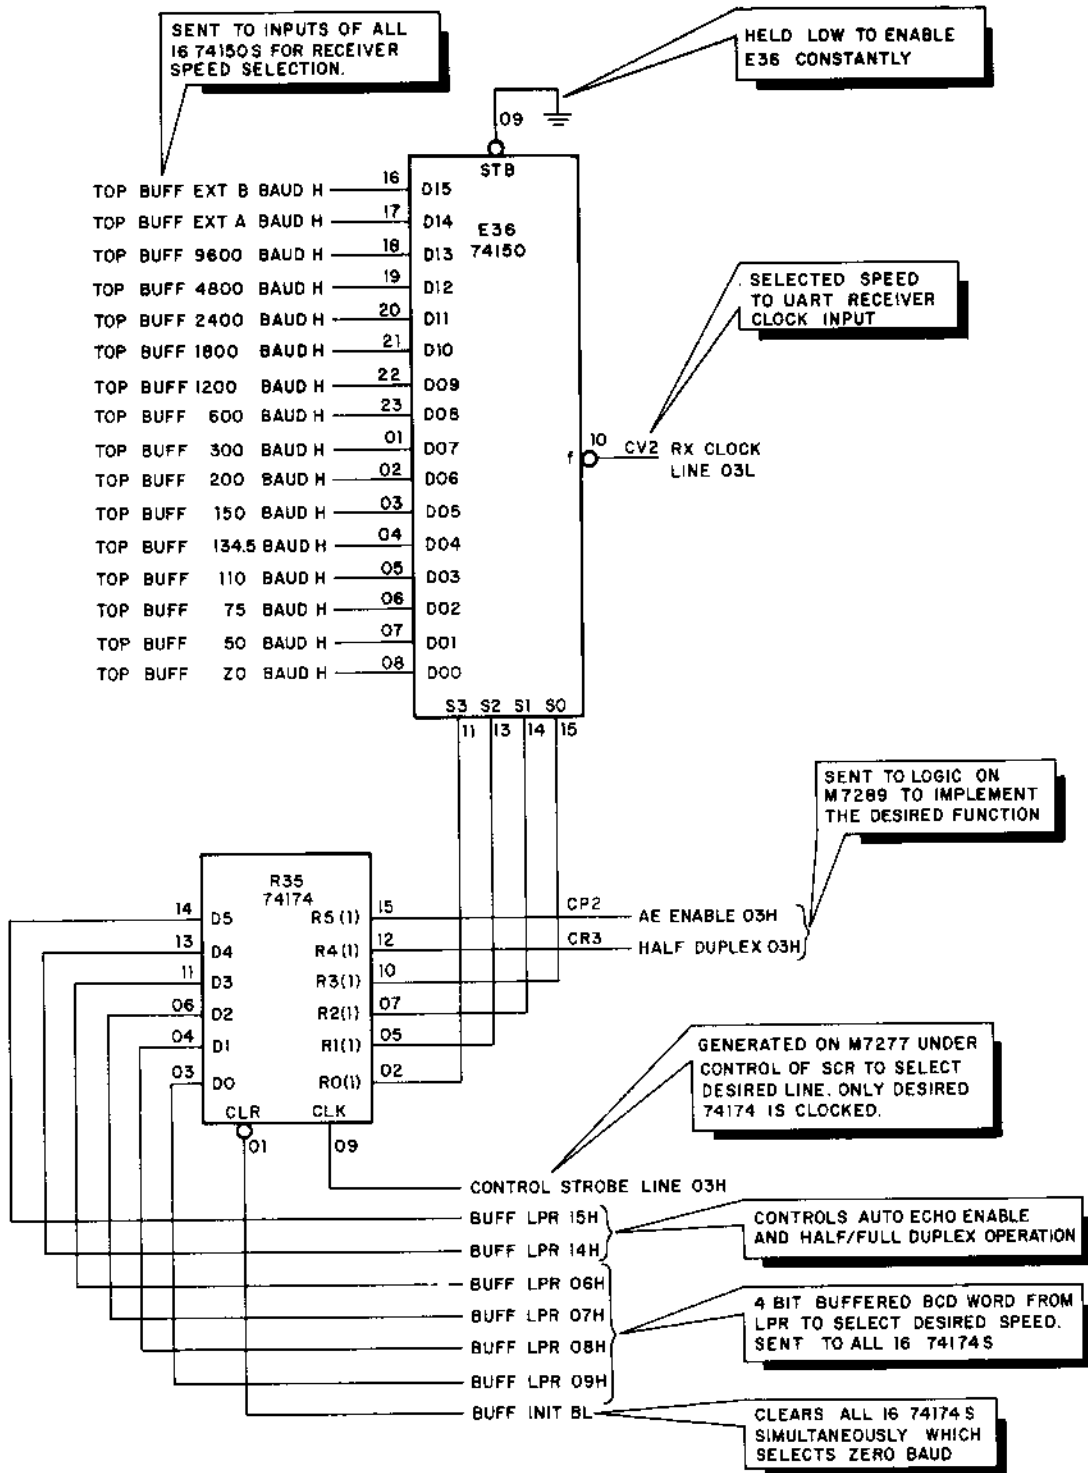 SENT TO INPUTS OF ALL
16 74150S FOR RECEIVER
SPEED SELECTION.
HELD LOW TO ENABLE
E36 CONSTANTLY
09
STB
E36
74150
TOP BUFF EXT B BAUD H 16 D15
TOP BUFF EXT A BAUD H 17 D14
TOP BUFF 9600 BAUD H 18 D13
TOP BUFF 4800 BAUD H 19 D12
TOP BUFF 2400 BAUD H 20 D11
TOP BUFF 1800 BAUD H 21 D10
TOP BUFF 1200 BAUD H 22 D09
TOP BUFF 600 BAUD H 23 D08
TOP BUFF 300 BAUD H 01 D07
TOP BUFF 200 BAUD H 02 D06
TOP BUFF 150 BAUD H 03 D05
TOP BUFF 134.5 BAUD H 04 D04
TOP BUFF 110 BAUD H 05 D03
TOP BUFF 75 BAUD H 06 D02
TOP BUFF 50 BAUD H 07 D01
TOP BUFF Z0 BAUD H 08 D00
SELECTED SPEED
TO UART RECEIVER
CLOCK INPUT
f 10 CV2 RX CLOCK
LINE 03L
S3 S2 S1 S0
11 13 14 15
SENT TO LOGIC ON
M7289 TO IMPLEMENT
THE DESIRED FUNCTION
R35
74174
14 D5 R5(1) 15 CP2 AE ENABLE 03H
13 D4 R4(1) 12 CR3 HALF DUPLEX 03H
11 D3 R3(1) 10
06 D2 R2(1) 07
04 D1 R1(1) 05
03 D0 R0(1) 02
CLR CLK
01 09
GENERATED ON M7277 UNDER
CONTROL OF SCR TO SELECT
DESIRED LINE. ONLY DESIRED
74174 IS CLOCKED.
CONTROL STROBE LINE 03H
BUFF LPR 15H
BUFF LPR 14H
CONTROLS AUTO ECHO ENABLE
AND HALF/FULL DUPLEX OPERATION
BUFF LPR 06H
BUFF LPR 07H
BUFF LPR 08H
BUFF LPR 09H
4 BIT BUFFERED BCD WORD FROM
LPR TO SELECT DESIRED SPEED.
SENT TO ALL 16 74174S
BUFF INIT BL
CLEARS ALL 16 74174S
SIMULTANEOUSLY WHICH
SELECTS ZERO BAUD